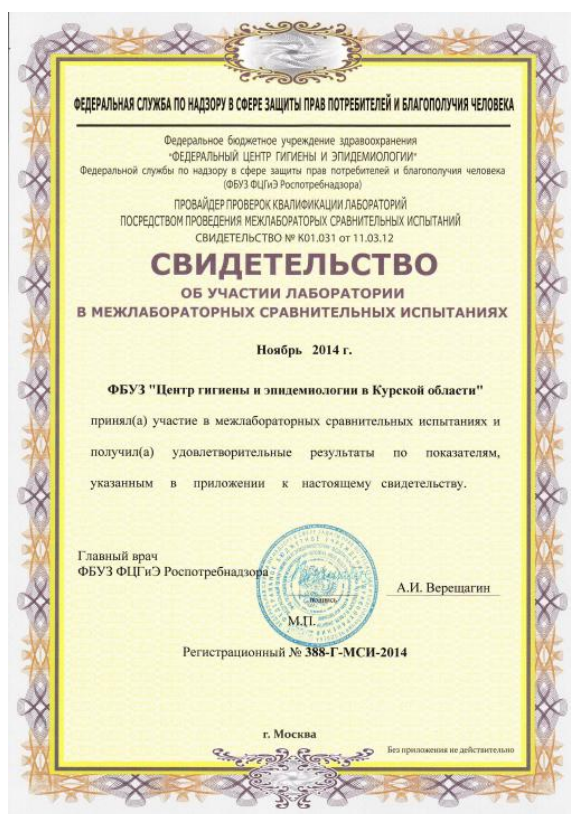 ФЕДЕРАЛЬНАЯ СЛУЖБА ПО НАДЗОРУ В СФЕРЕ ЗАЩИТЫ ПРАВ ПОТРЕБИТЕЛЕЙ И БЛАГОПОЛУЧИЯ ЧЕЛОВЕКА
Федеральное бюджетное учреждение здравоохранения
"ФЕДЕРАЛЬНЫЙ ЦЕНТР ГИГИЕНЫ И ЭПИДЕМИОЛОГИИ"
Федеральной службы по надзору в сфере защиты прав потребителей и благополучия человека
(ФБУЗ ФЦГиЭ Роспотребнадзора)
ПРОВАЙДЕР ПРОВЕРОК КВАЛИФИКАЦИИ ЛАБОРАТОРИЙ
ПОСРЕДСТВОМ ПРОВЕДЕНИЯ МЕЖЛАБОРАТОРЫХ СРАВНИТЕЛЬНЫХ ИСПЫТАНИЙ
СВИДЕТЕЛЬСТВО № К01.031 от 11.03.12
СВИДЕТЕЛЬСТВО
ОБ УЧАСТИИ ЛАБОРАТОРИИ
В МЕЖЛАБОРАТОРНЫХ СРАВНИТЕЛЬНЫХ ИСПЫТАНИЯХ
Ноябрь 2014 г.
ФБУЗ "Центр гигиены и эпидемиологии в Курской области"
принял(а) участие в межлабораторных сравнительных испытаниях и
получил(а) удовлетворительные результаты по показателям,
указанным в приложении к настоящему свидетельству.
Главный врач
ФБУЗ ФЦГиЭ Роспотребнадзора
подпись
А.И. Верещагин
М.П.
Регистрационный № 388-Г-МСИ-2014
г. Москва
Без приложения не действительно